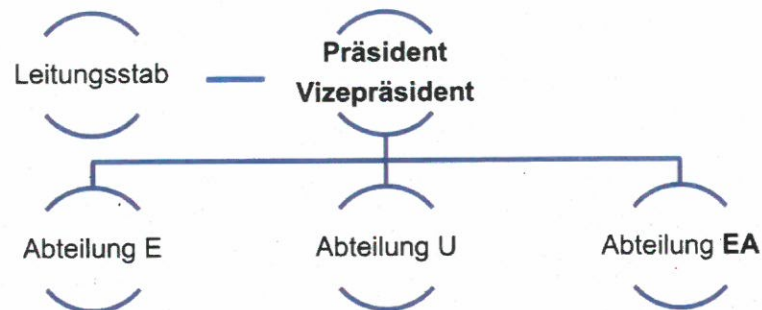 Leitungsstab
Präsident
Vizepräsident
Abteilung E
Abteilung U
Abteilung EA